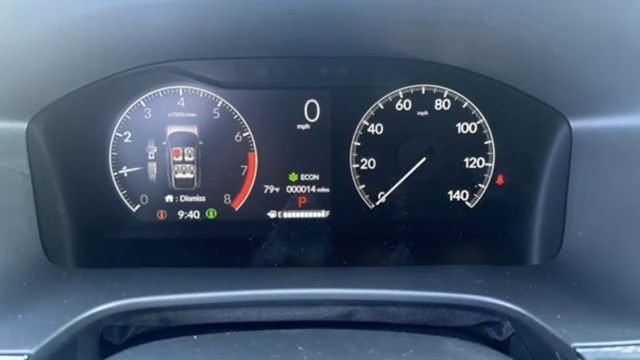 0 1 2 3 4 5 6 7 8
x1000r/min
: Dismiss
9:40
0
mph
ECON
79°F 000014 miles
P
E F
0 20 40 60 80 100 120 140
mph